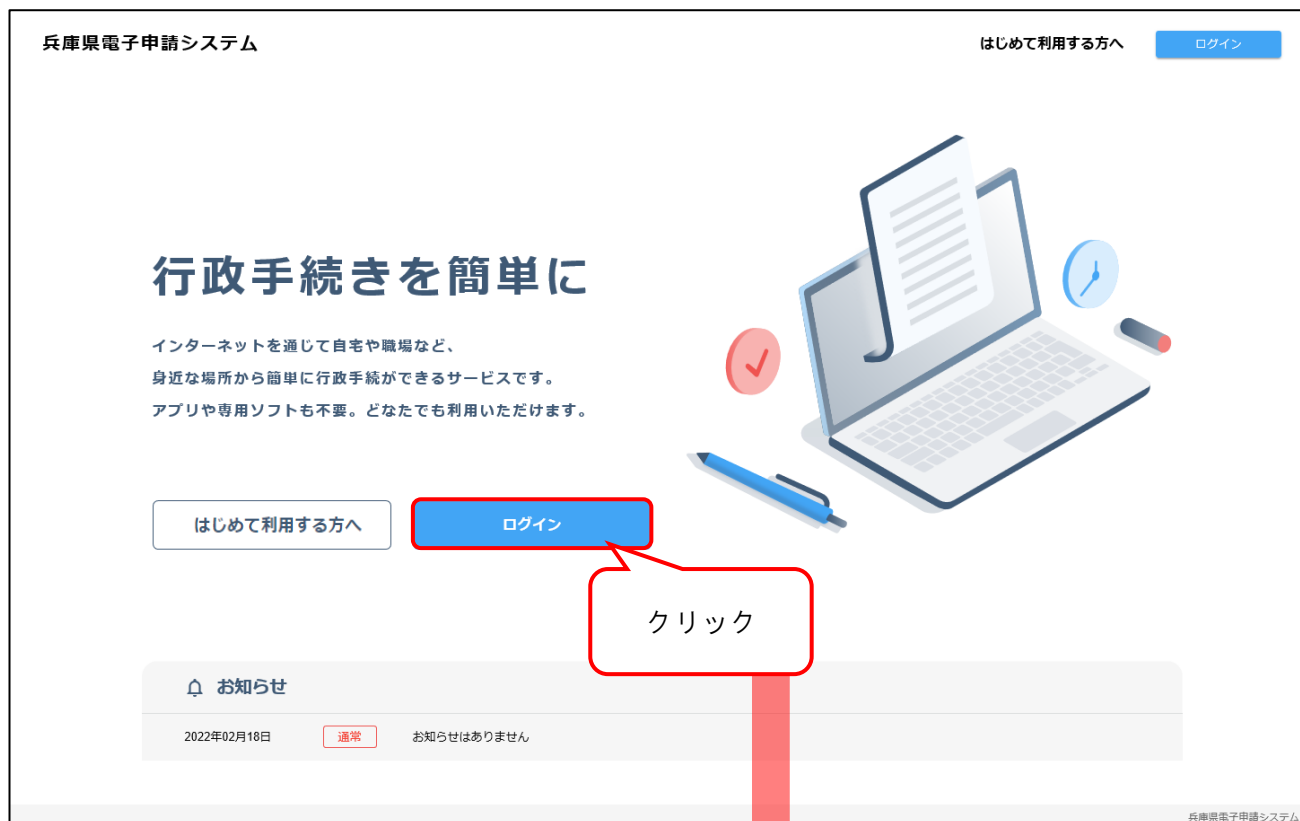 兵庫県電子申請システム
はじめて利用する方へ
ログイン
行政手続きを簡単に
インターネットを通じて自宅や職場など、
身近な場所から簡単に行政手続ができるサービスです。
アプリや専用ソフトも不要。どなたでも利用いただけます。
はじめて利用する方へ
ログイン
クリック
お知らせ
2022年02月18日 通常 お知らせはありません
兵庫県電子申請システム